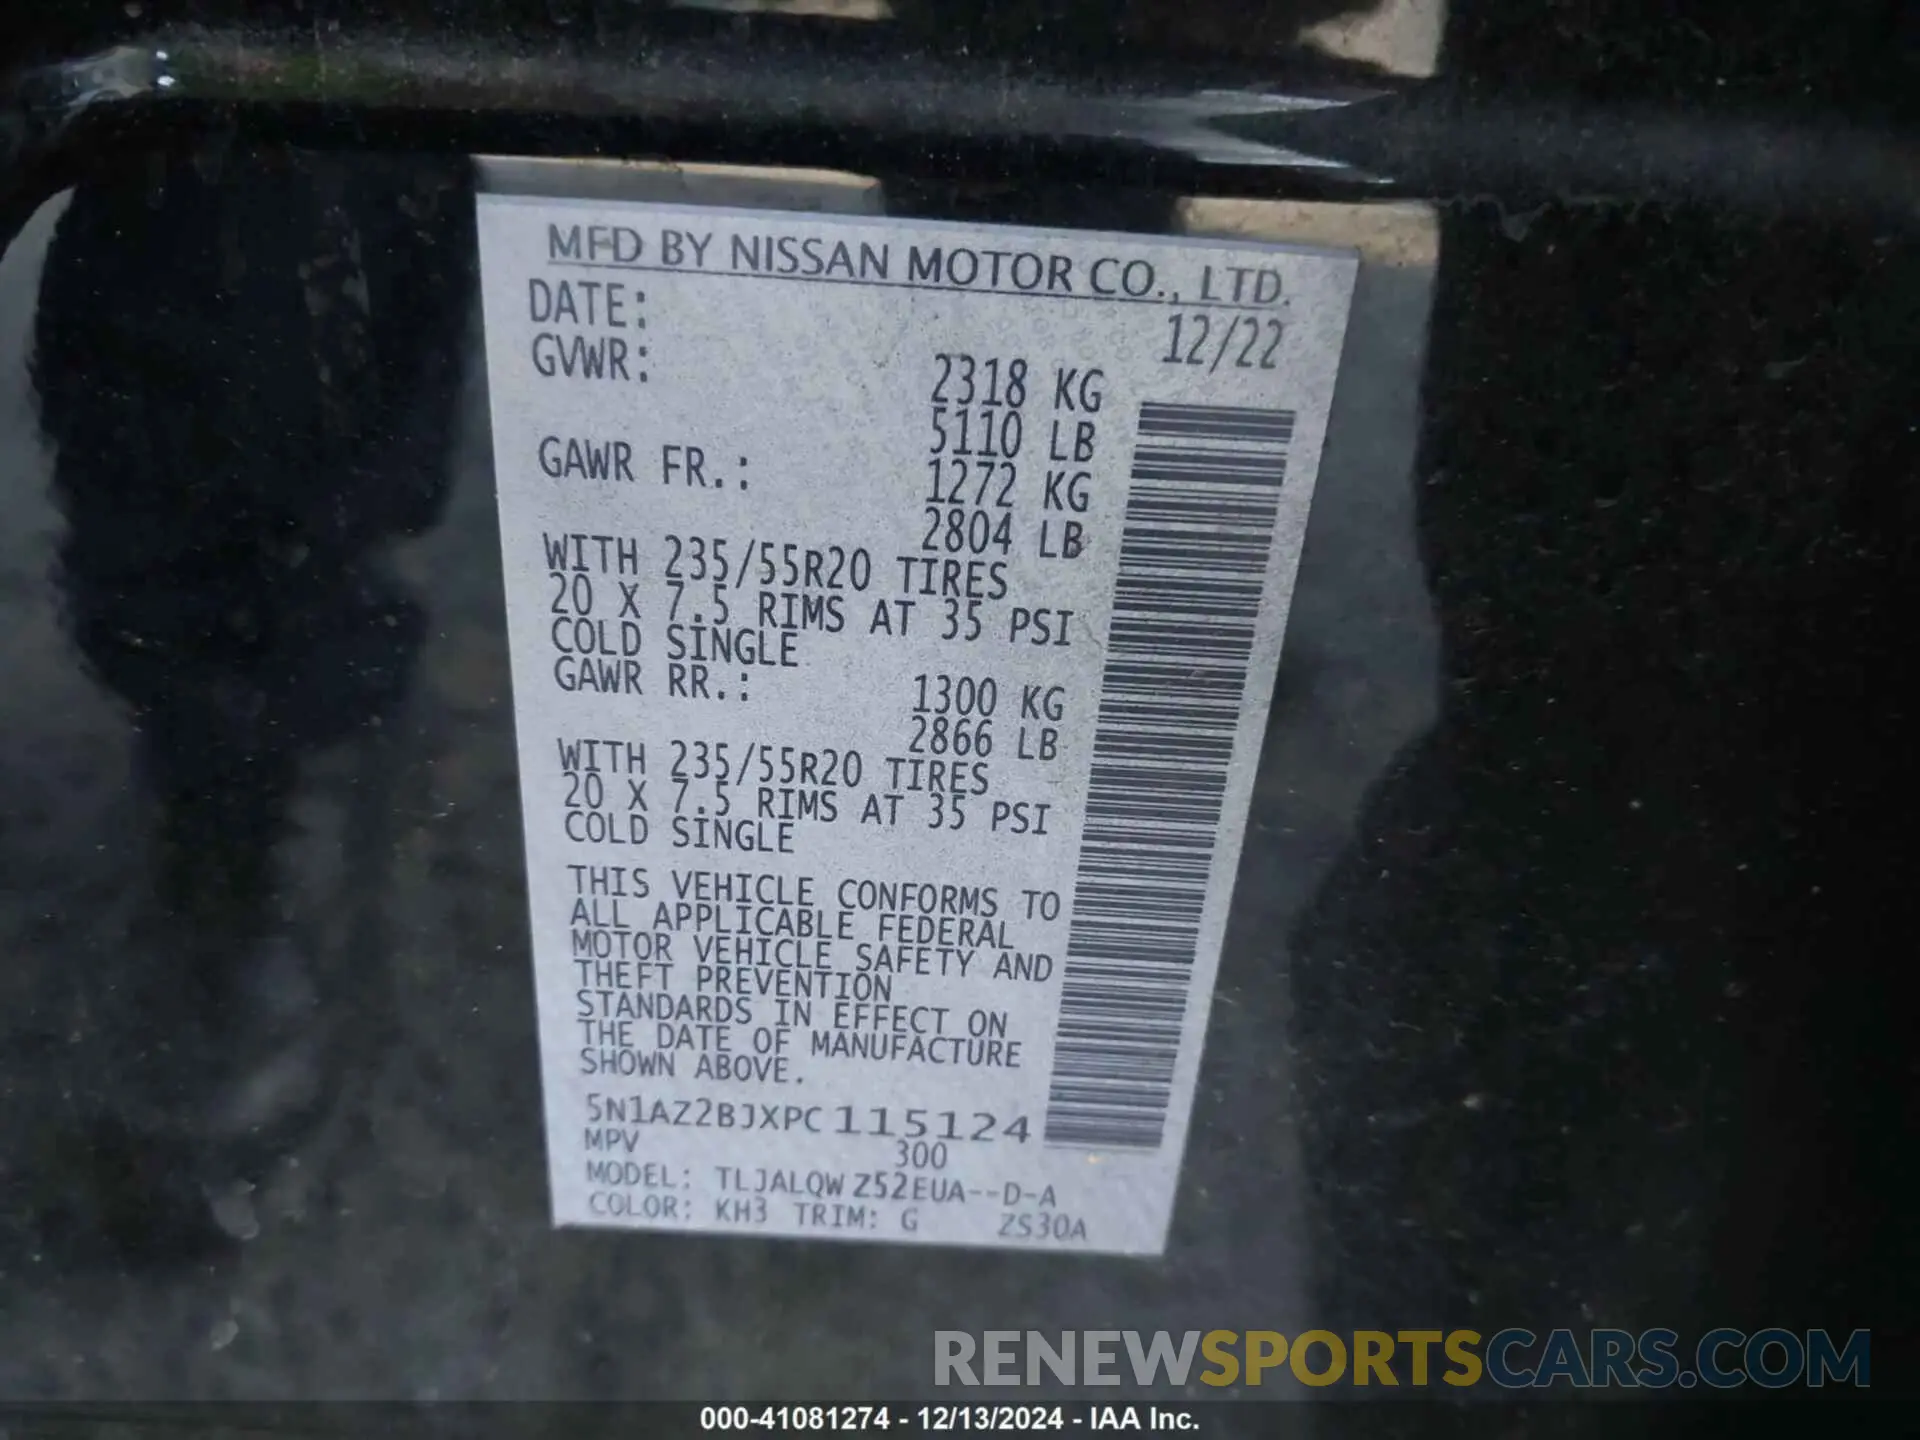 MFD BY NISSAN MOTOR CO., LTD.
DATE: 12/22
GVWR: 2318 KG
5110 LB
GAWR FR.: 1272 KG
2804 LB
WITH 235/55R20 TIRES
20 X 7.5 RIMS AT 35 PSI
COLD SINGLE
GAWR RR.: 1300 KG
2866 LB
WITH 235/55R20 TIRES
20 X 7.5 RIMS AT 35 PSI
COLD SINGLE
THIS VEHICLE CONFORMS TO
ALL APPLICABLE FEDERAL
MOTOR VEHICLE SAFETY AND
THEFT PREVENTION
STANDARDS IN EFFECT ON
THE DATE OF MANUFACTURE
SHOWN ABOVE.
5N1AZ2BJXPC115124
MPV 300
MODEL: TLJALQW Z52EUA--D-A
COLOR: KH3 TRIM: G ZS30A
RENEWSPORTSCARS.COM
000-41081274 - 12/13/2024 - IAA Inc.